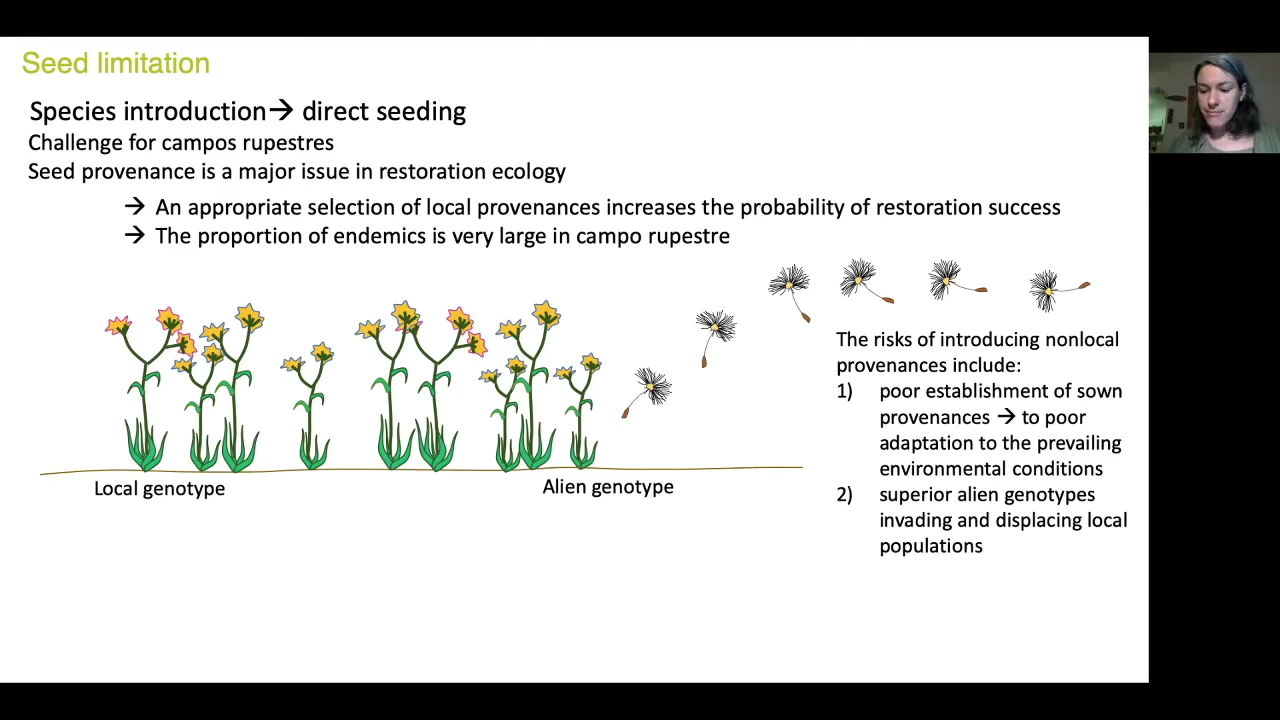 Seed limitation
Species introduction→ direct seeding
Challenge for campos rupestres
Seed provenance is a major issue in restoration ecology
→ An appropriate selection of local provenances increases the probability of restoration success
→ The proportion of endemics is very large in campo rupestre
The risks of introducing nonlocal
provenances include:
1) poor establishment of sown
provenances → to poor
adaptation to the prevailing
environmental conditions
2) superior alien genotypes
invading and displacing local
populations
Local genotype
Alien genotype